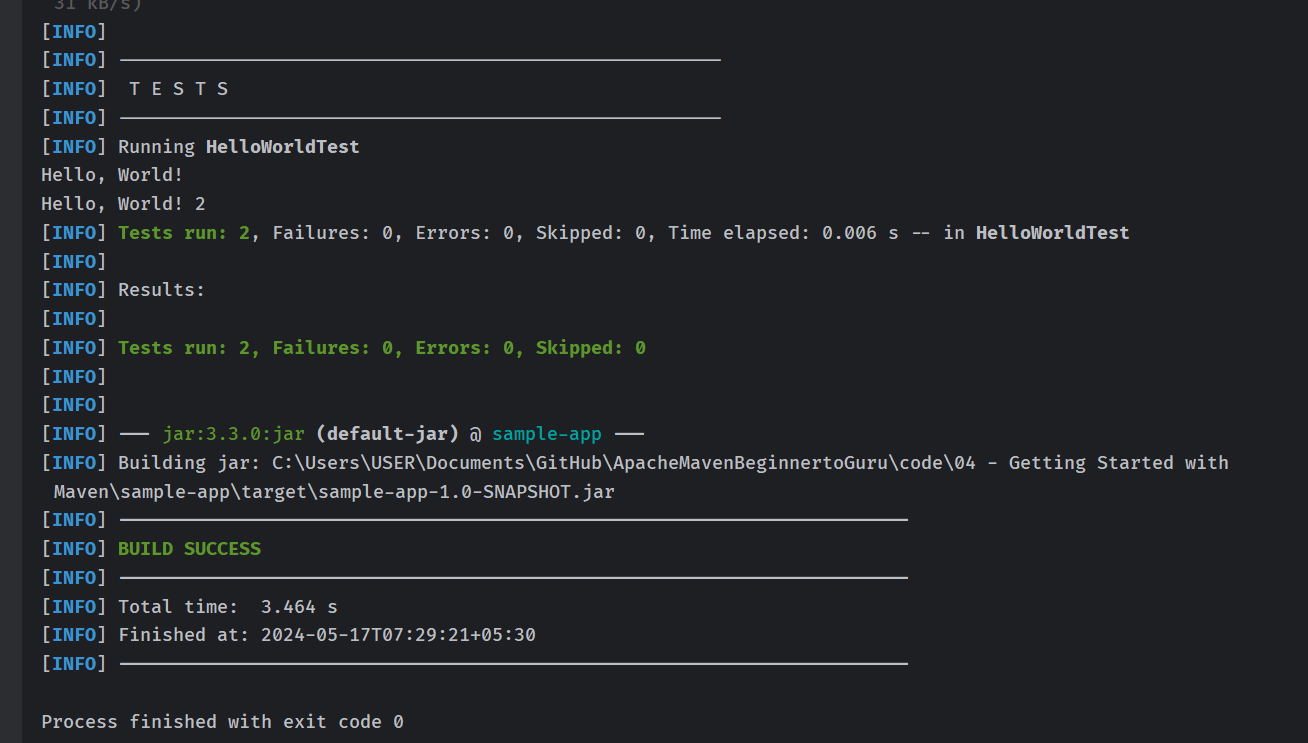 31 kB/s)
[INFO]
[INFO] -------------------------------------------------------
[INFO]  T E S T S
[INFO] -------------------------------------------------------
[INFO] Running HelloWorldTest
Hello, World!
Hello, World! 2
[INFO] Tests run: 2, Failures: 0, Errors: 0, Skipped: 0, Time elapsed: 0.006 s -- in HelloWorldTest
[INFO]
[INFO] Results:
[INFO]
[INFO] Tests run: 2, Failures: 0, Errors: 0, Skipped: 0
[INFO]
[INFO]
[INFO] --- jar:3.3.0:jar (default-jar) @ sample-app ---
[INFO] Building jar: C:\Users\USER\Documents\GitHub\ApacheMavenBeginnertoGuru\code\04 - Getting Started with
Maven\sample-app\target\sample-app-1.0-SNAPSHOT.jar
[INFO] ------------------------------------------------------------------------
[INFO] BUILD SUCCESS
[INFO] ------------------------------------------------------------------------
[INFO] Total time:  3.464 s
[INFO] Finished at: 2024-05-17T07:29:21+05:30
[INFO] ------------------------------------------------------------------------
Process finished with exit code 0